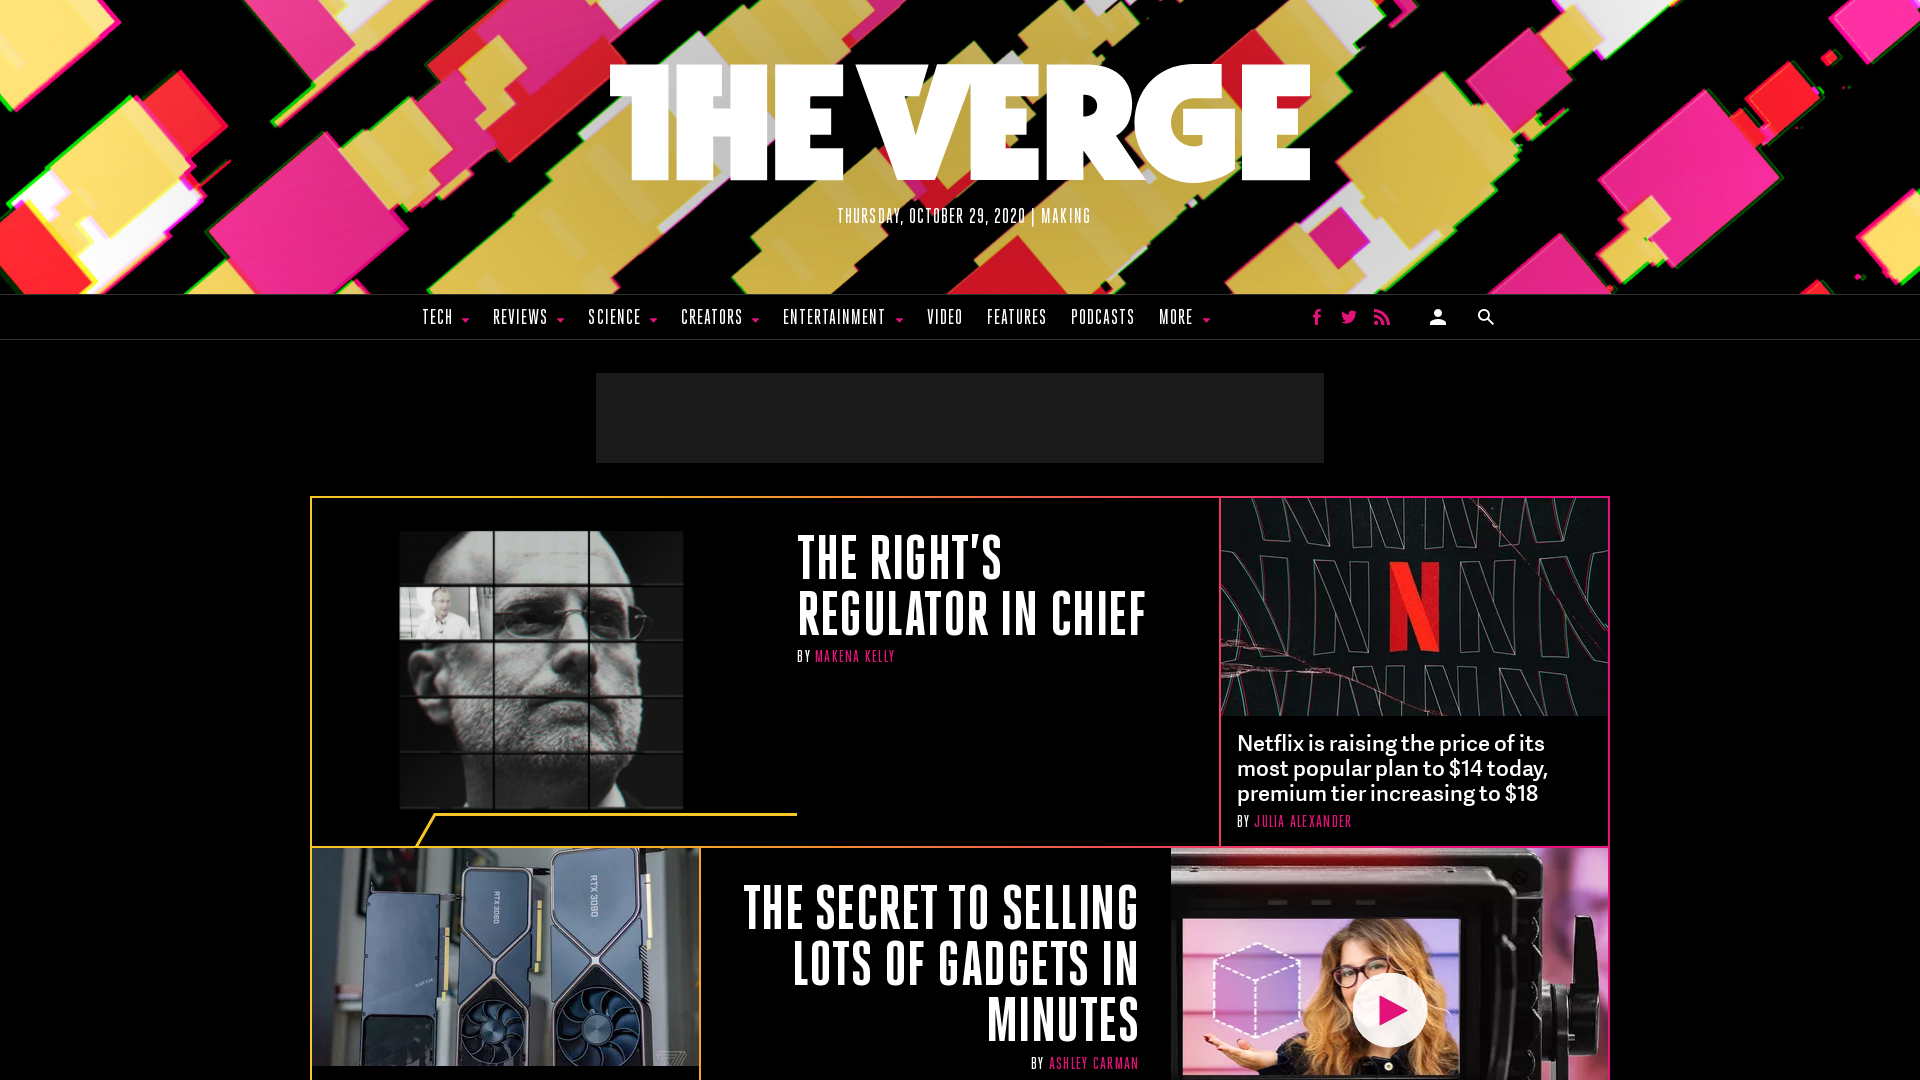 THE VERGE
THURSDAY, OCTOBER 29, 2020 | MAKING
TECH REVIEWS SCIENCE CREATORS ENTERTAINMENT VIDEO FEATURES PODCASTS MORE
THE RIGHT'S
REGULATOR IN CHIEF
BY MAKENA KELLY
Netflix is raising the price of its
most popular plan to $14 today,
premium tier increasing to $18
BY JULIA ALEXANDER
RTX 3080
RTX 3090
THE SECRET TO SELLING
LOTS OF GADGETS IN
MINUTES
BY ASHLEY CARMAN